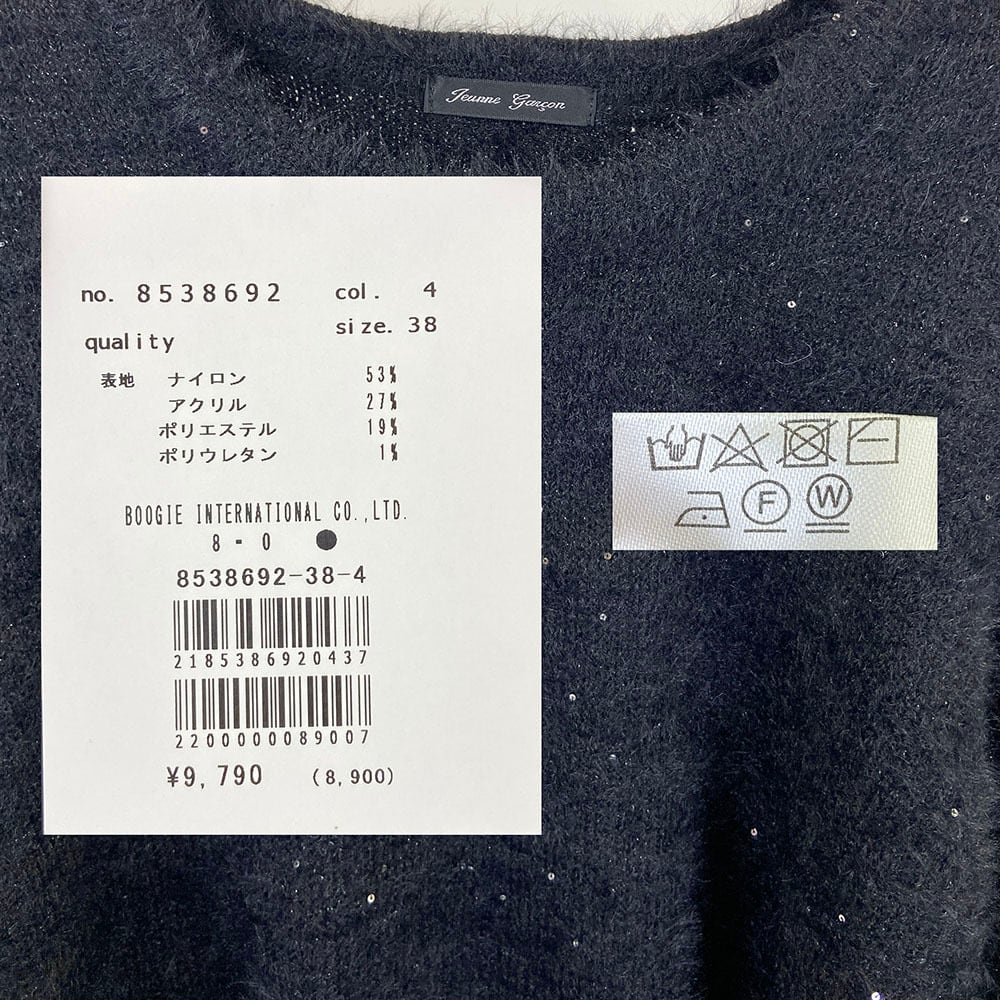 Jeanne Garçon
no. 8538692 col. 4
size. 38
quality
表地 ナイロン 53%
アクリル 27%
ポリエステル 19%
ポリウレタン 1%
BOOGIE INTERNATIONAL CO.,LTD.
8-0 ●
8538692-38-4
2185386920437
2200000089007
¥9,790 (8,900)
F W